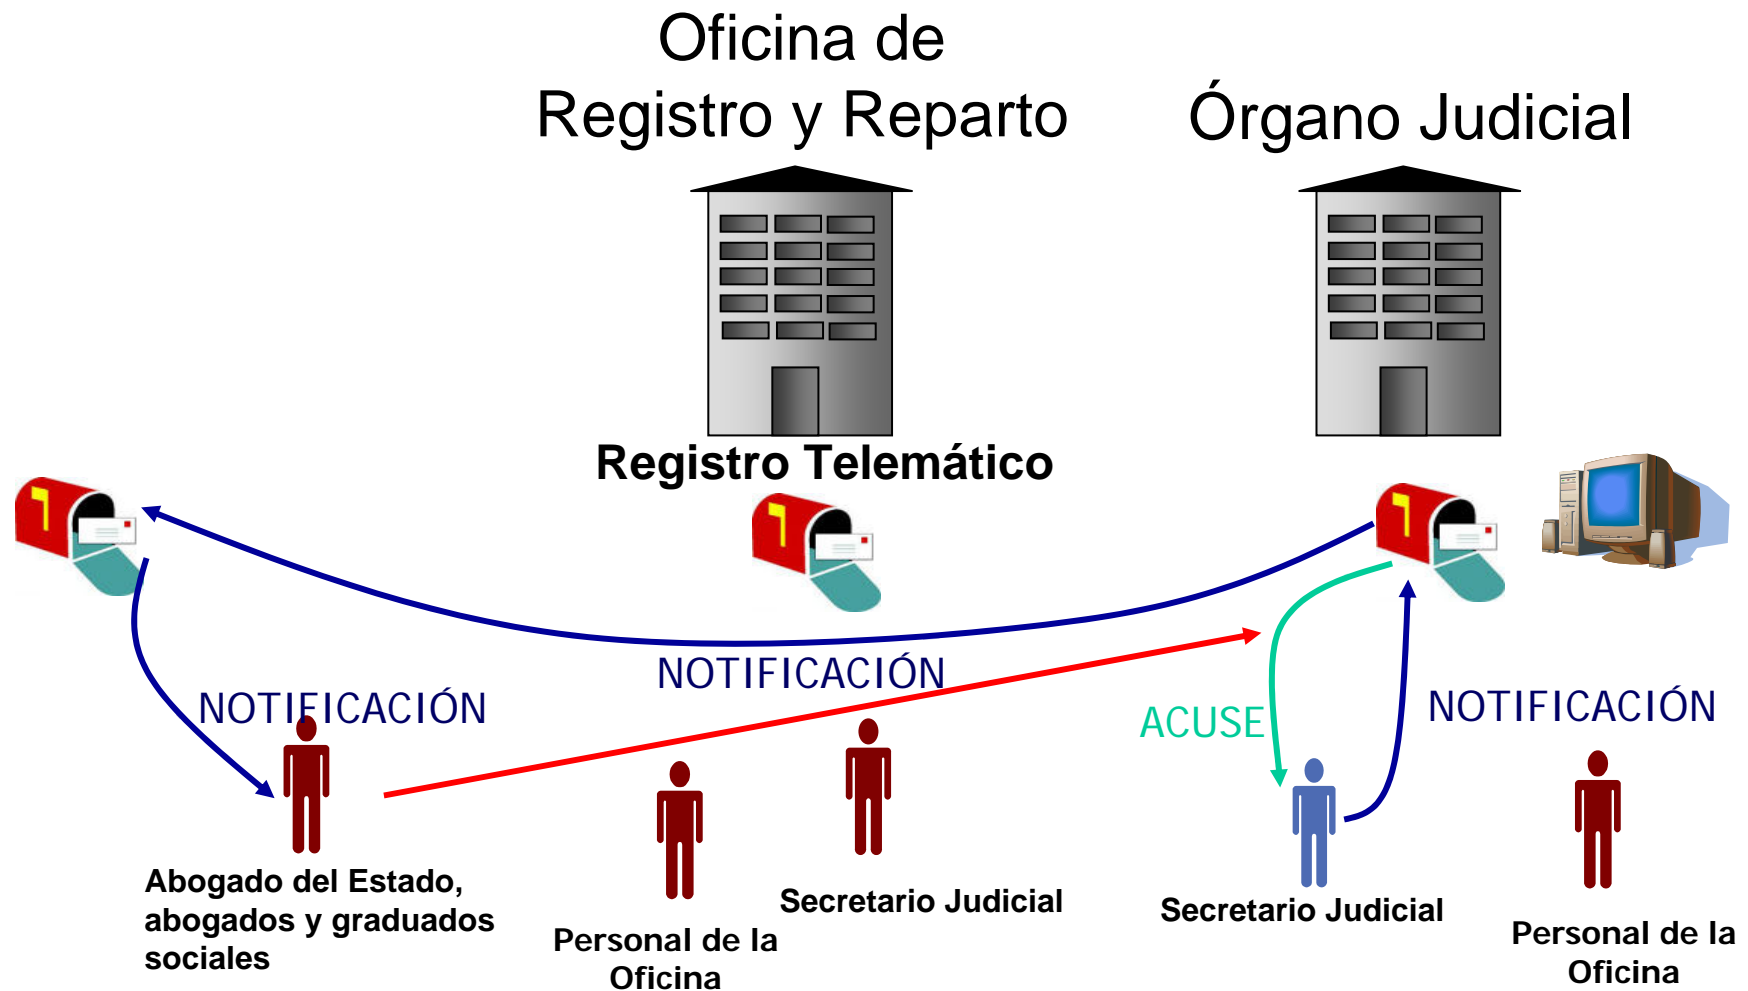 Oficina de
Registro y Reparto
Órgano Judicial
Registro Telemático
NOTIFICACIÓN
NOTIFICACIÓN
ACUSE
NOTIFICACIÓN
Abogado del Estado,
abogados y graduados
sociales
Personal de la
Oficina
Secretario Judicial
Secretario Judicial
Personal de la
Oficina